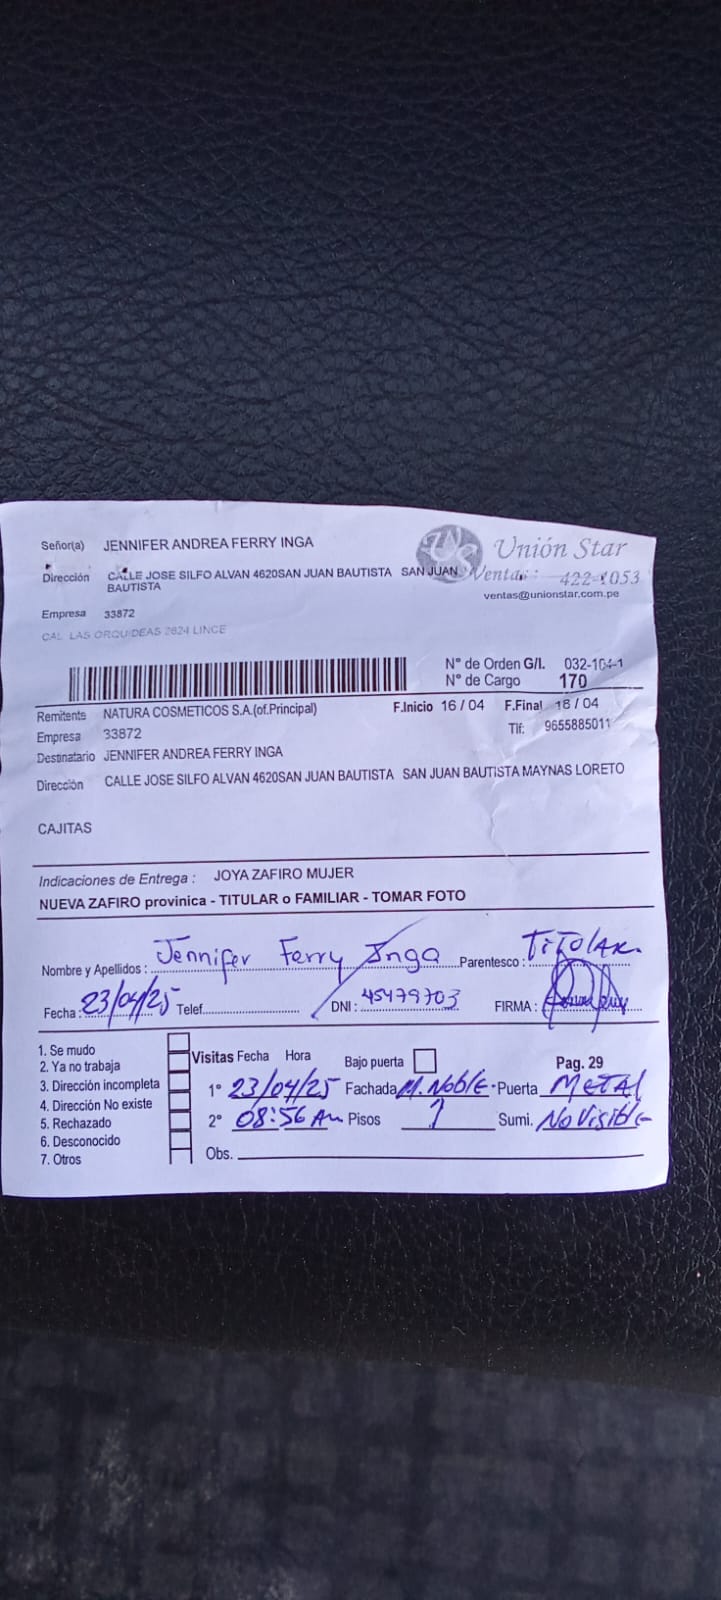 Señor(a) JENNIFER ANDREA FERRY INGA
Unión Star
Dirección CALLE JOSE SILFO ALVAN 4620SAN JUAN BAUTISTA SAN JUAN BAUTISTA
Ventas: 422-1053
ventas@unionstar.com.pe
Empresa 33872
CAL LAS ORQUIDEAS 2624 LINCE
N° de Orden G/I. 032-104-1
N° de Cargo 170
Remitente NATURA COSMETICOS S.A.(of.Principal) F.Inicio 16 / 04 F.Final 18 / 04
Empresa 33872 Tlf: 9655885011
Destinatario JENNIFER ANDREA FERRY INGA
Dirección CALLE JOSE SILFO ALVAN 4620SAN JUAN BAUTISTA SAN JUAN BAUTISTA MAYNAS LORETO
CAJITAS
Indicaciones de Entrega : JOYA ZAFIRO MUJER
NUEVA ZAFIRO provinica - TITULAR o FAMILIAR - TOMAR FOTO
Nombre y Apellidos : Jennifer Ferry Inga Parentesco : TITOLAR.
Fecha : 23/04/25 Telef. DNI : 45479703 FIRMA :
1. Se mudo
2. Ya no trabaja
3. Dirección incompleta
4. Dirección No existe
5. Rechazado
6. Desconocido
7. Otros
Visitas Fecha Hora Bajo puerta Pag. 29
1° 23/04/25 Fachada M. Noble. Puerta METAL
2° 08:56 Am Pisos 1 Sumi. No Visible
Obs.